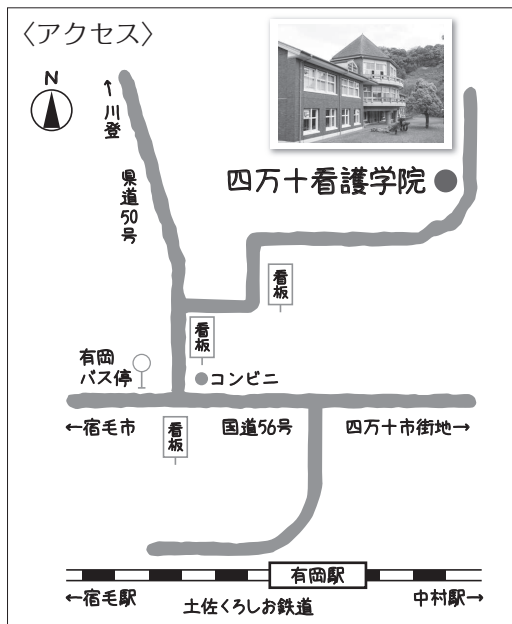 〈アクセス〉
N
↑川登
県道50号
四万十看護学院
看板
看板
有岡
バス停
コンビニ
←宿毛市
看板
国道56号
四万十市街地→
有岡駅
←宿毛駅
土佐くろしお鉄道
中村駅→